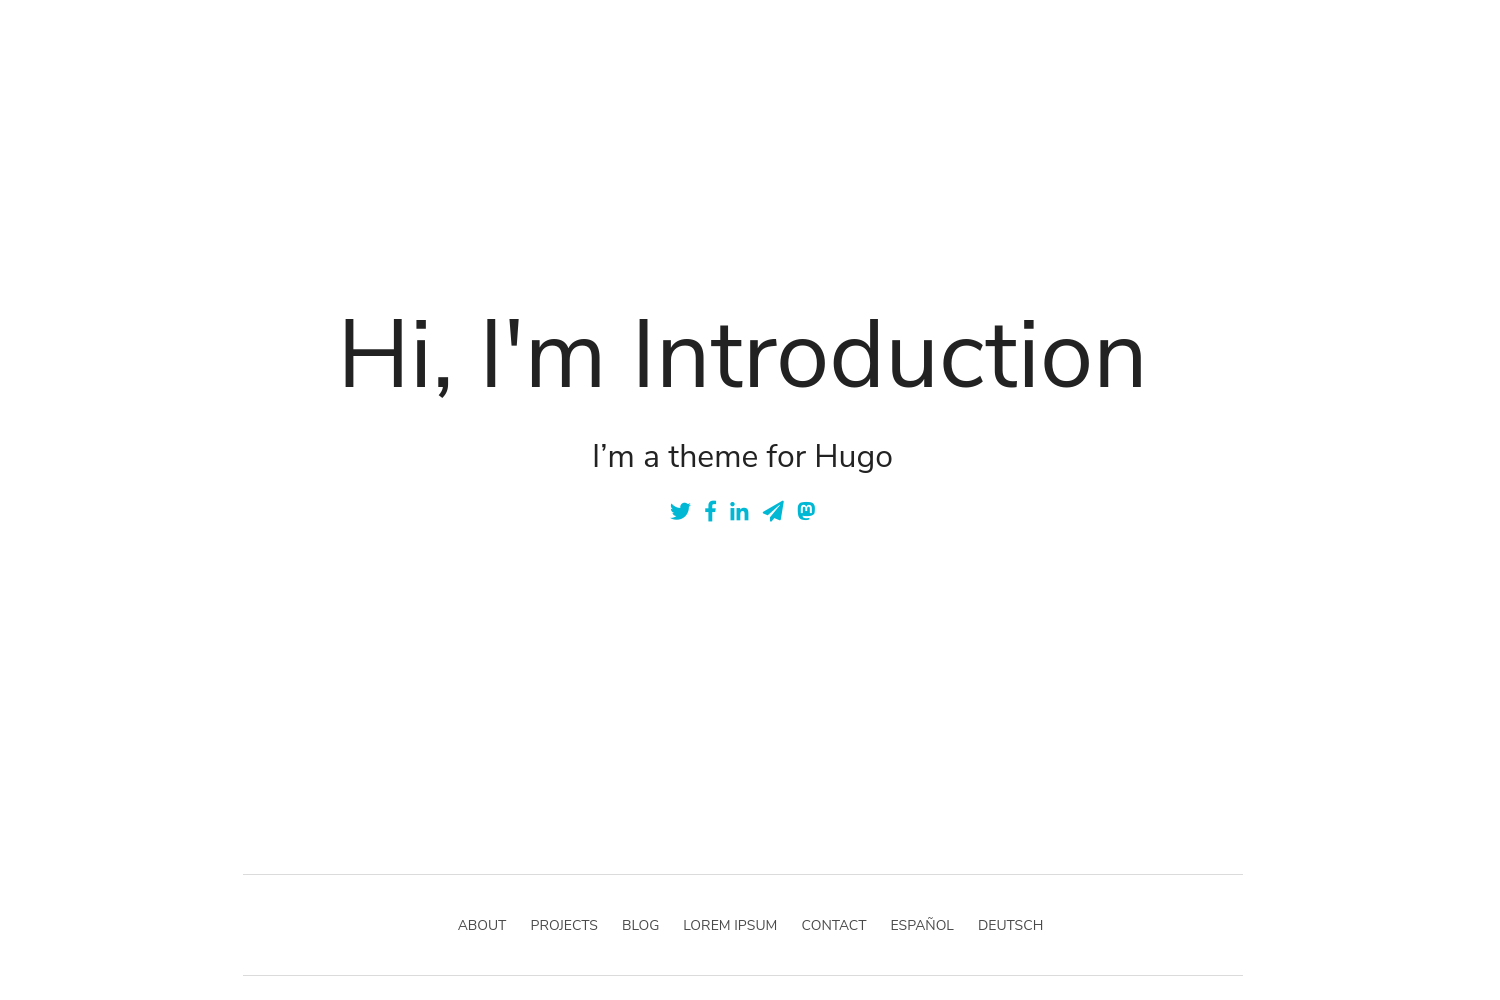 Hi, I'm Introduction
I’m a theme for Hugo
ABOUT PROJECTS BLOG LOREM IPSUM CONTACT ESPAÑOL DEUTSCH